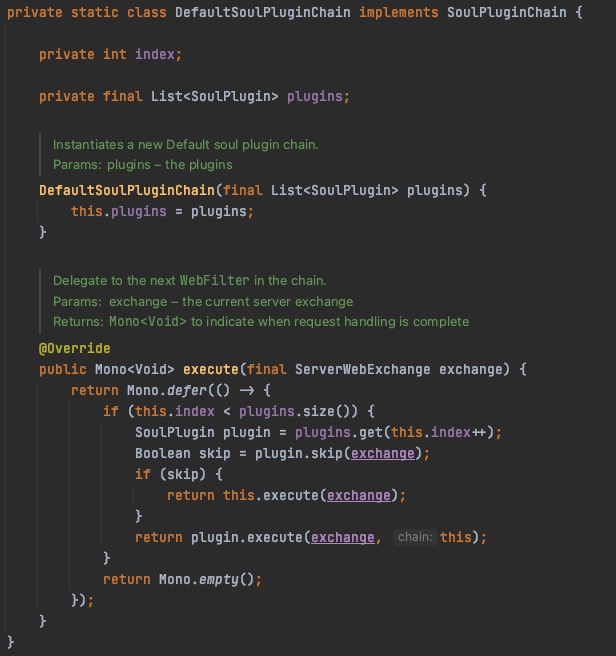 private static class DefaultSoulPluginChain implements SoulPluginChain {
private int index;
private final List<SoulPlugin> plugins;
Instantiates a new Default soul plugin chain.
Params: plugins – the plugins
DefaultSoulPluginChain(final List<SoulPlugin> plugins) {
this.plugins = plugins;
}
Delegate to the next WebFilter in the chain.
Params: exchange – the current server exchange
Returns: Mono<Void> to indicate when request handling is complete
@Override
public Mono<Void> execute(final ServerWebExchange exchange) {
return Mono.defer(() -> {
if (this.index < plugins.size()) {
SoulPlugin plugin = plugins.get(this.index++);
Boolean skip = plugin.skip(exchange);
if (skip) {
return this.execute(exchange);
}
return plugin.execute(exchange, chain: this);
}
return Mono.empty();
});
}
}